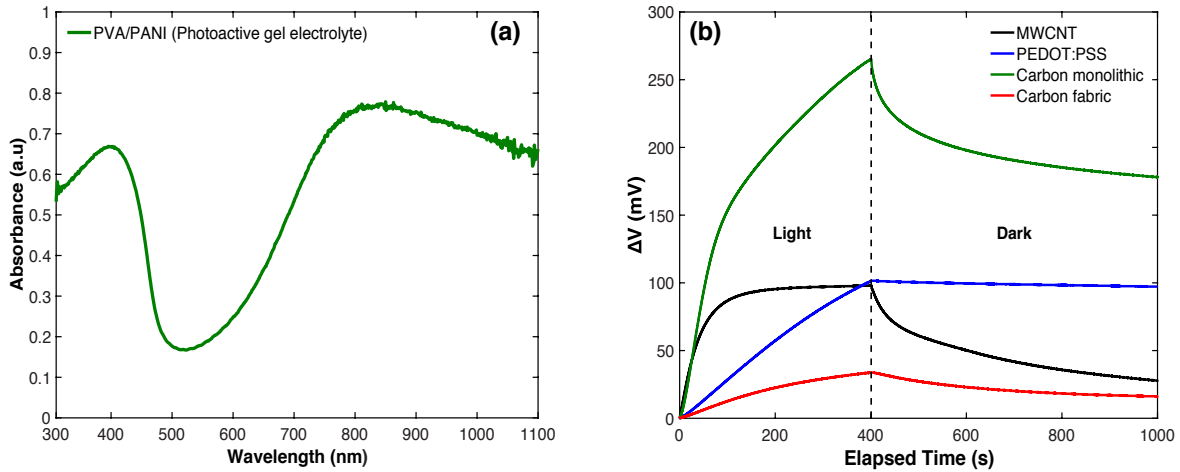 (a)
PVA/PANI (Photoactive gel electrolyte)
Absorbance (a.u)
1
0.9
0.8
0.7
0.6
0.5
0.4
0.3
0.2
0.1
0
300 400 500 600 700 800 900 1000 1100
Wavelength (nm)
(b)
MWCNT
PEDOT:PSS
Carbon monolithic
Carbon fabric
Light
Dark
ΔV (mV)
300
250
200
150
100
50
0
0 200 400 600 800 1000
Elapsed Time (s)